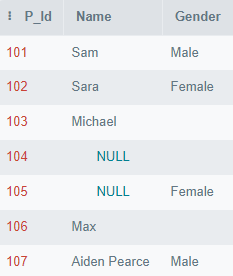 P_Id Name Gender
101 Sam Male
102 Sara Female
103 Michael
104 NULL
105 NULL Female
106 Max
107 Aiden Pearce Male